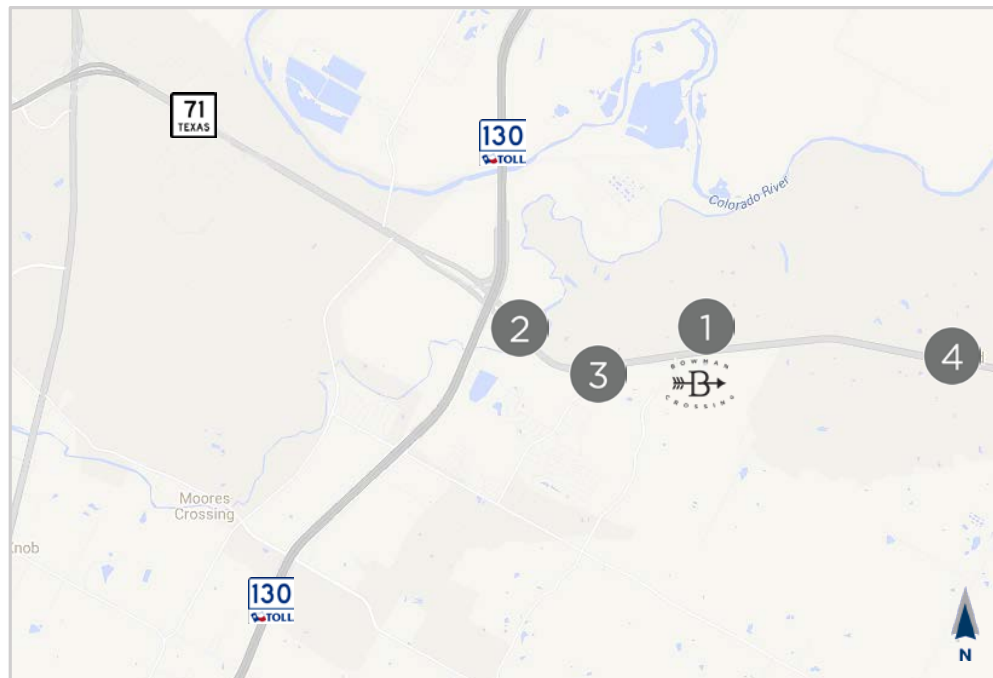 71
TEXAS
130
TOLL
Colorado River
2
1
3
4
BOWMAN
B
CROSSING
Moores
Crossing
Knob
130
TOLL
N